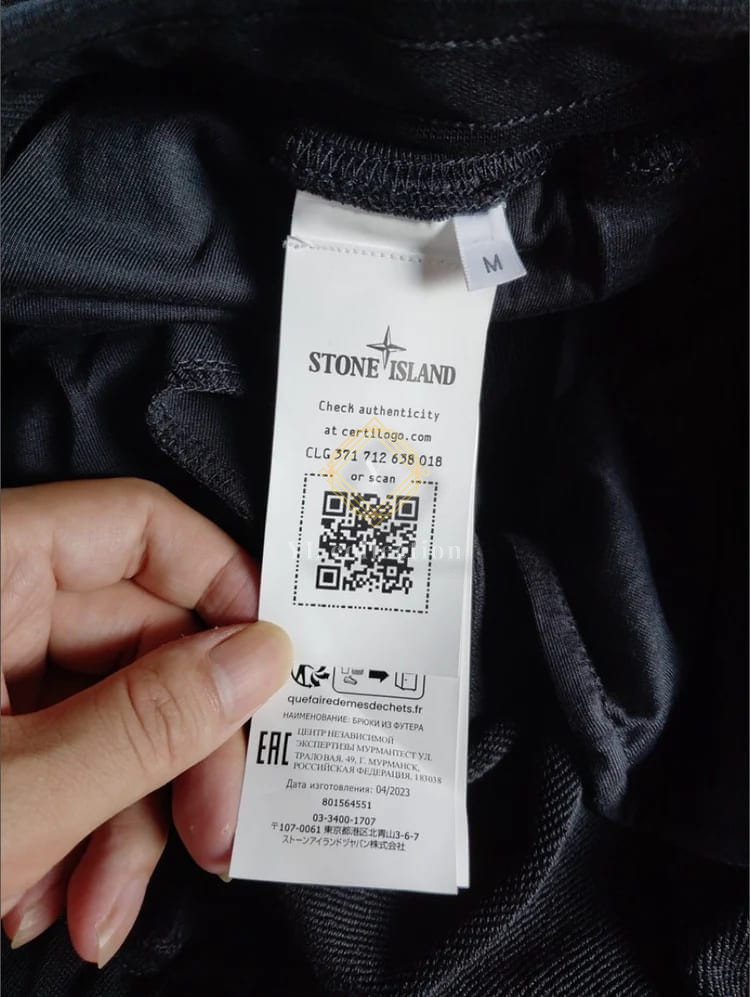 M
STONE ISLAND
Check authenticity
at certilogo.com
CLG 371 712 638 018
or scan
quefairedemesdechets.fr
НАИМЕНОВАНИЕ: БРЮКИ ИЗ ФУТЕРА
EAC
ЦЕНТР НЕЗАВИСИМОЙ
ЭКСПЕРТИЗЫ МУРМАНТЕСТ УЛ.
ТРАЛОВАЯ, 49, Г. МУРМАНСК,
РОССИЙСКАЯ ФЕДЕРАЦИЯ, 183038
Дата изготовления: 04/2023
801564551
03-3400-1707
〒107-0061 東京都港区北青山3-6-7
ストーンアイランドジャパン株式会社